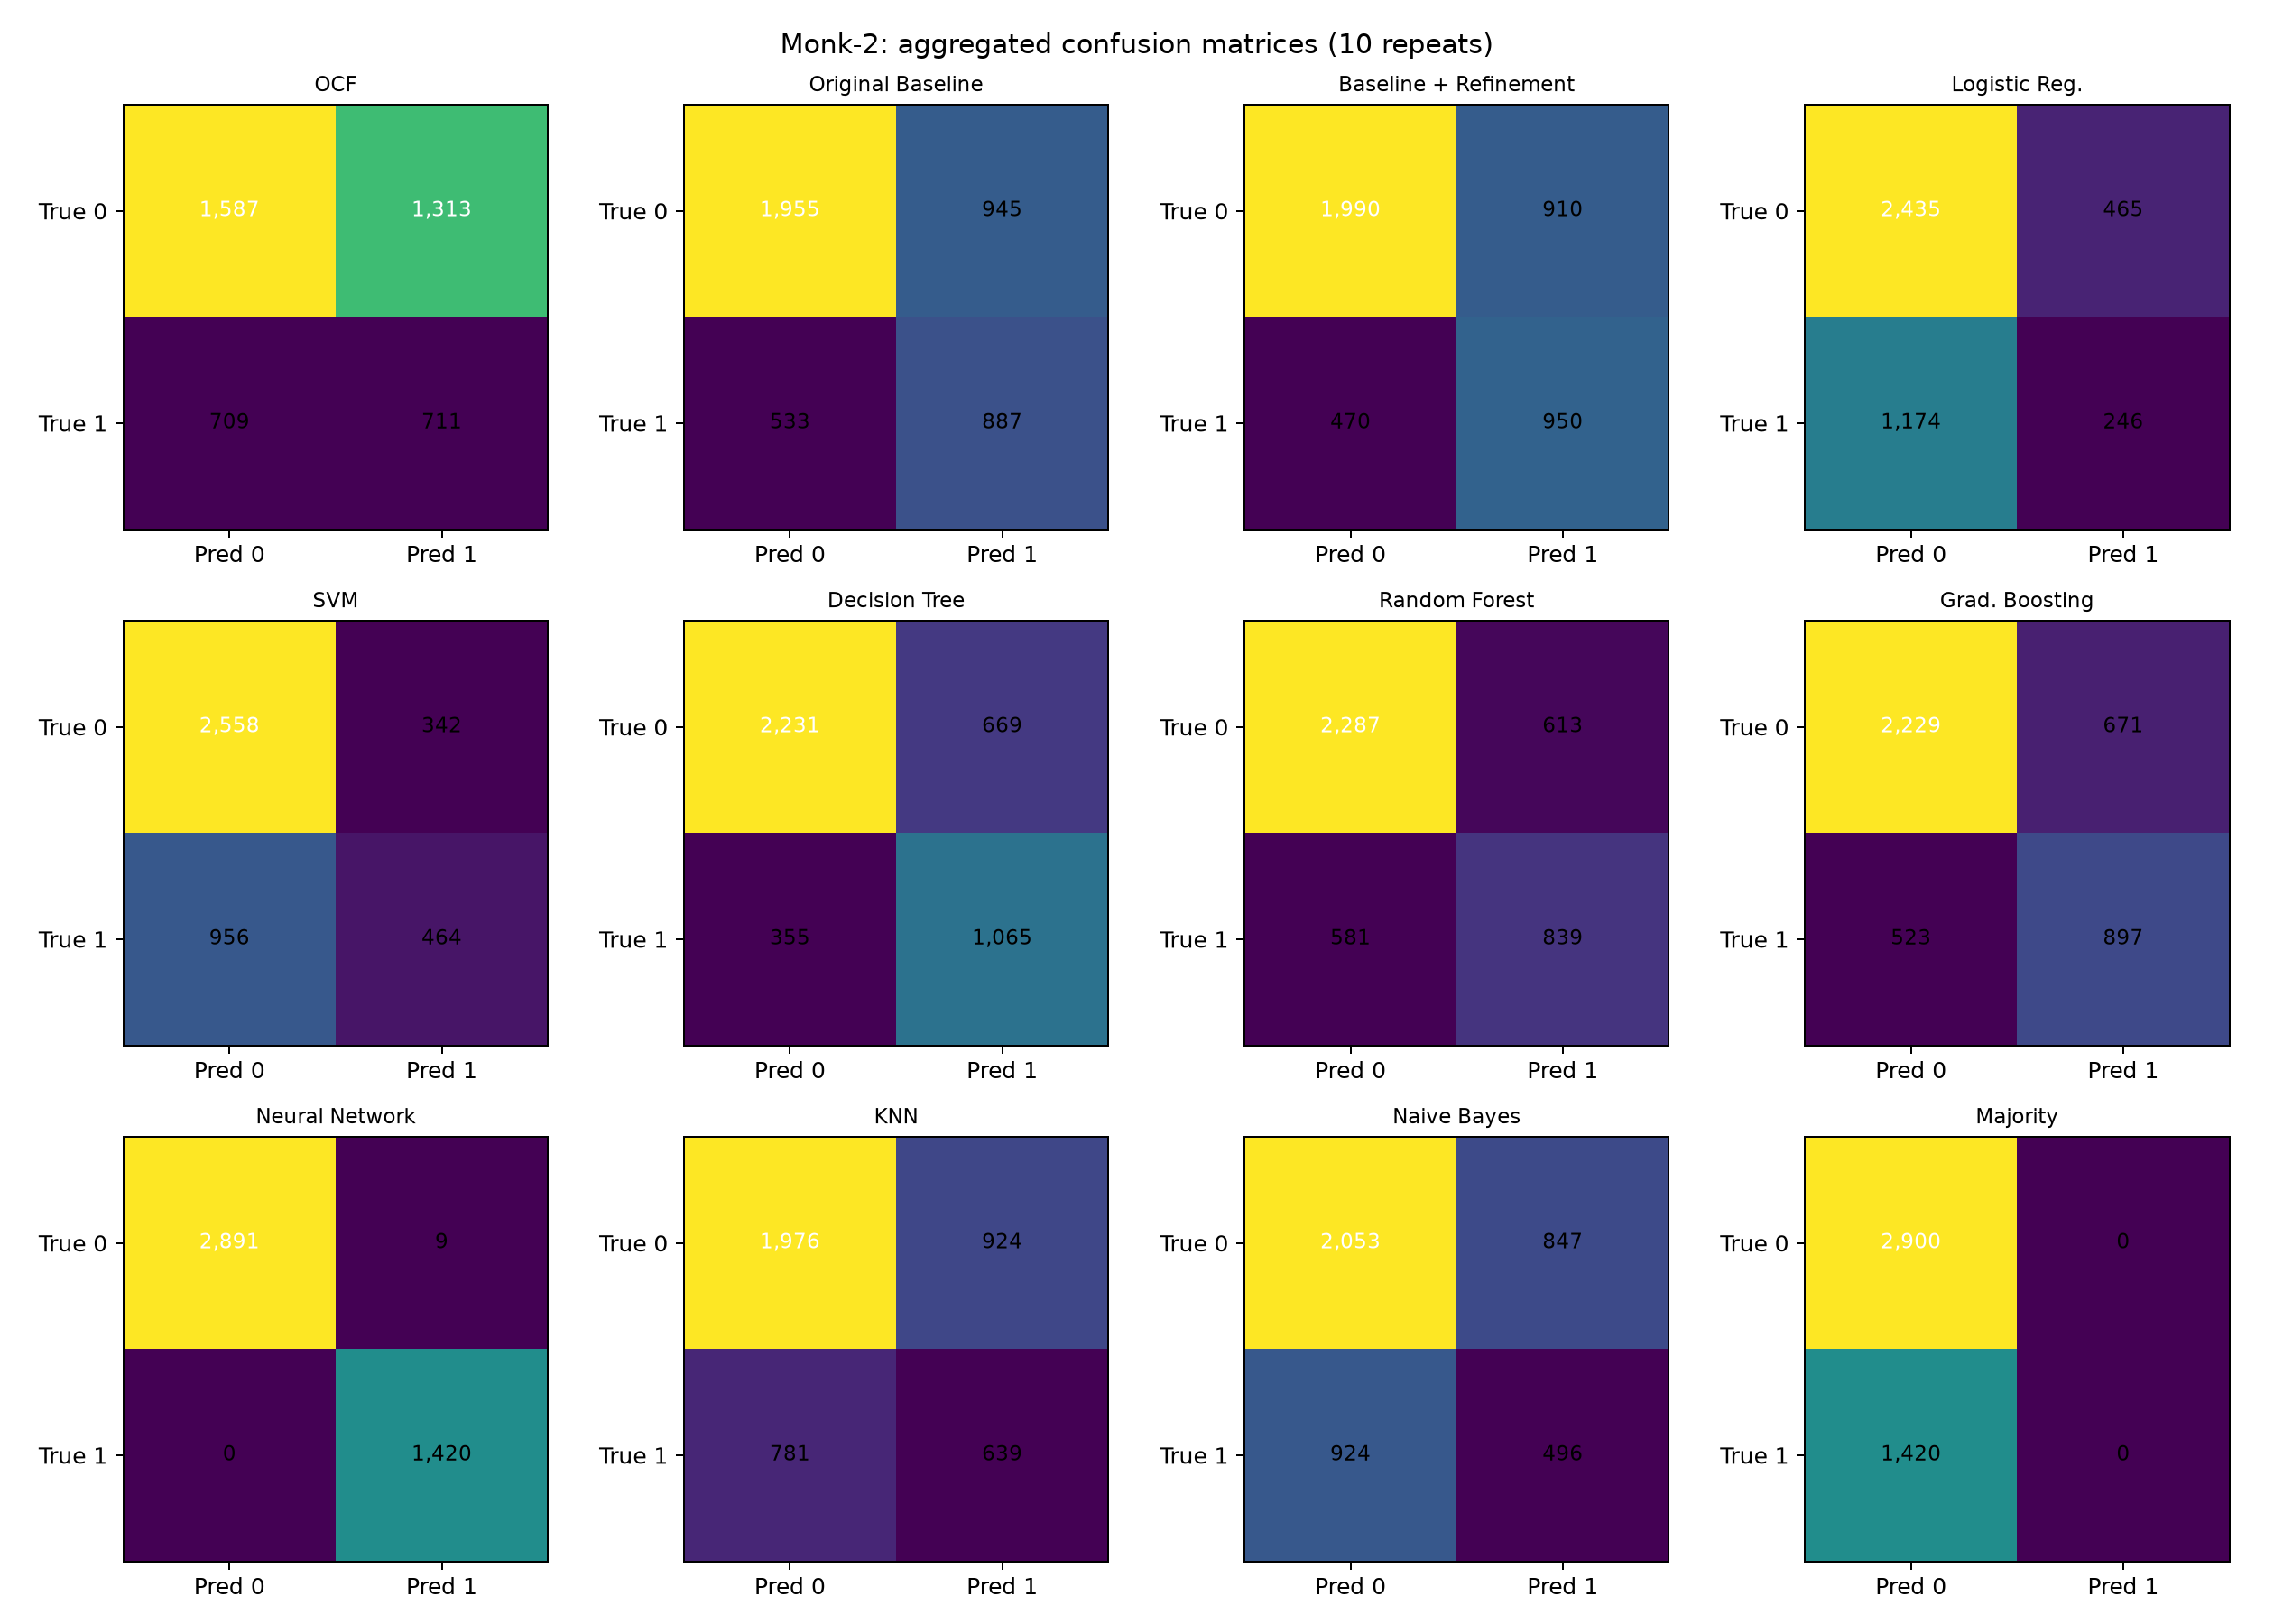 Monk-2: aggregated confusion matrices (10 repeats)
OCF
Original Baseline
Baseline + Refinement
Logistic Reg.
True 0
1,587
1,313
True 0
1,955
945
True 0
1,990
910
True 0
2,435
465
True 1
709
711
True 1
533
887
True 1
470
950
True 1
1,174
246
Pred 0
Pred 1
Pred 0
Pred 1
Pred 0
Pred 1
Pred 0
Pred 1
SVM
Decision Tree
Random Forest
Grad. Boosting
True 0
2,558
342
True 0
2,231
669
True 0
2,287
613
True 0
2,229
671
True 1
956
464
True 1
355
1,065
True 1
581
839
True 1
523
897
Pred 0
Pred 1
Pred 0
Pred 1
Pred 0
Pred 1
Pred 0
Pred 1
Neural Network
KNN
Naive Bayes
Majority
True 0
2,891
9
True 0
1,976
924
True 0
2,053
847
True 0
2,900
0
True 1
0
1,420
True 1
781
639
True 1
924
496
True 1
1,420
0
Pred 0
Pred 1
Pred 0
Pred 1
Pred 0
Pred 1
Pred 0
Pred 1